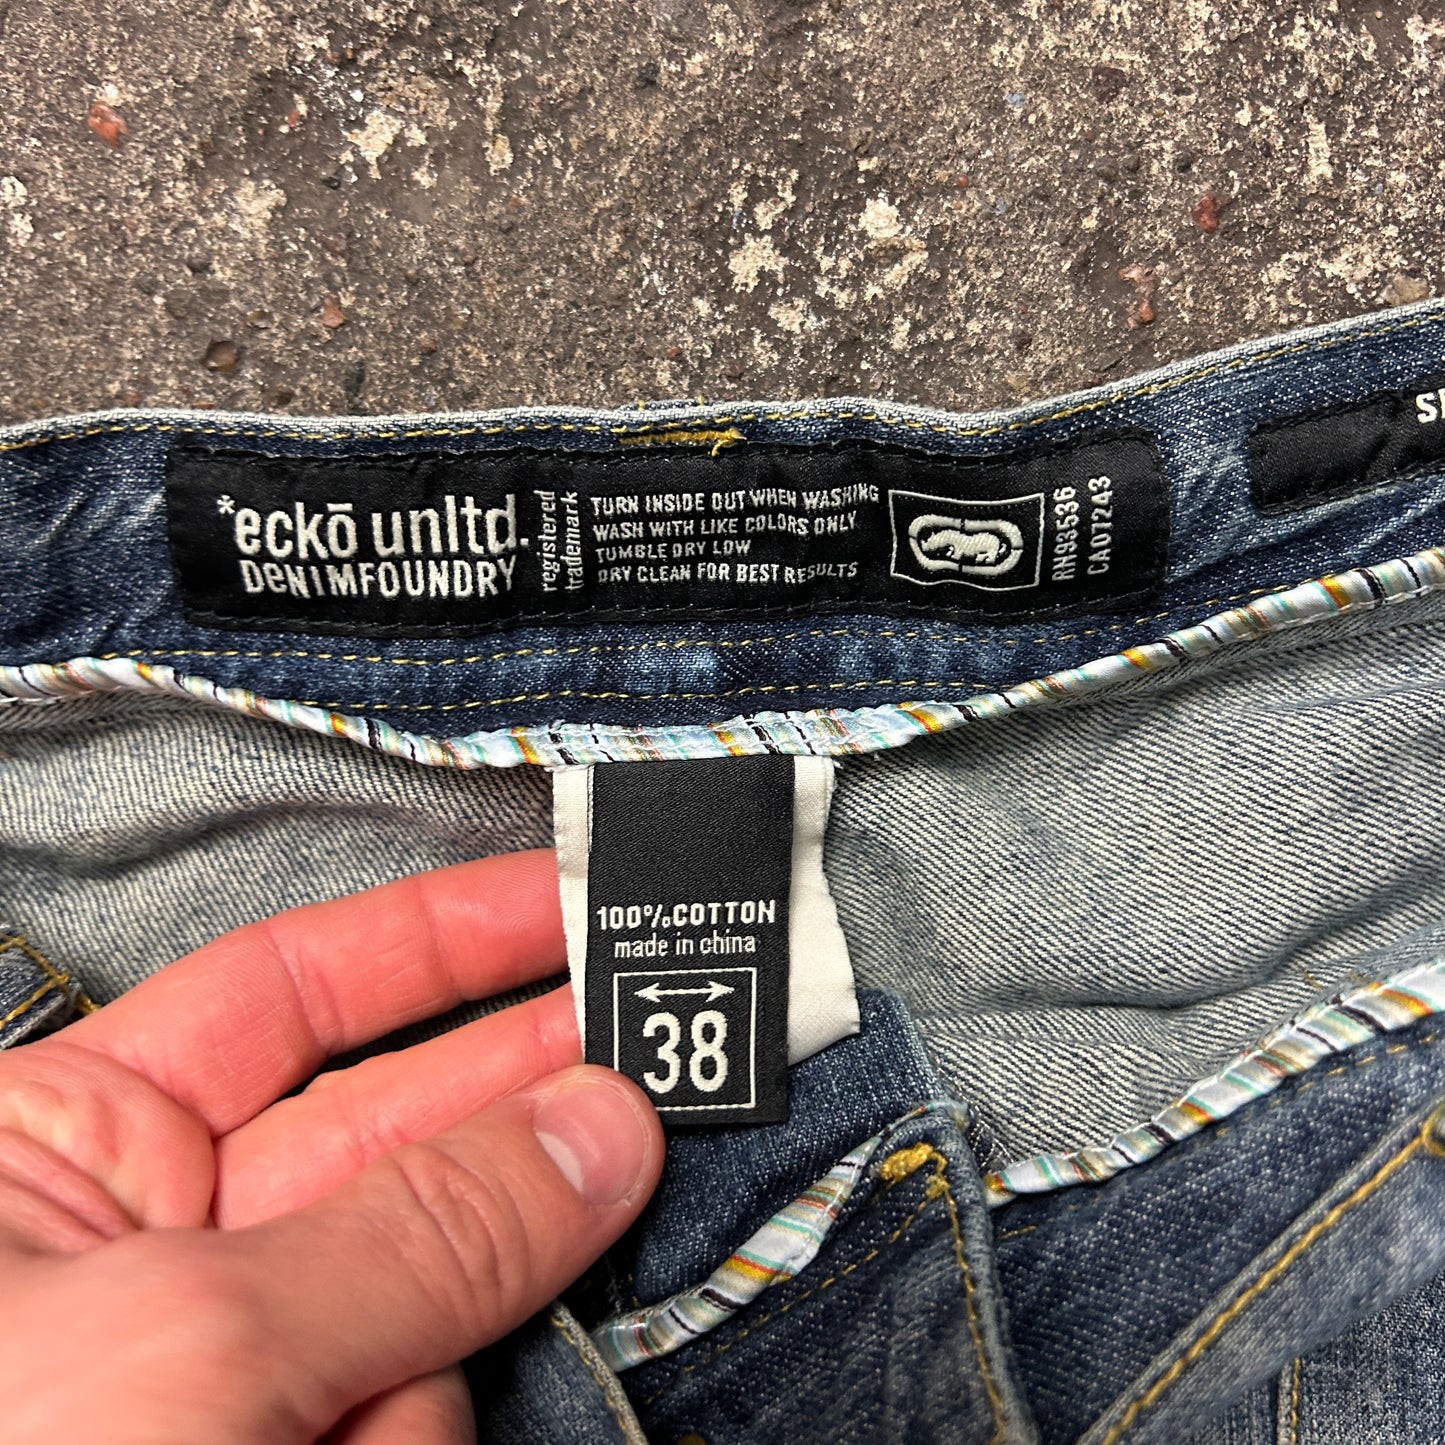 *eckō unltd.
DENIMFOUNDRY
registered
trademark
TURN INSIDE OUT WHEN WASHING
WASH WITH LIKE COLORS ONLY
TUMBLE DRY LOW
DRY CLEAN FOR BEST RESULTS
RN93536
CA07243
100%COTTON
made in china
38